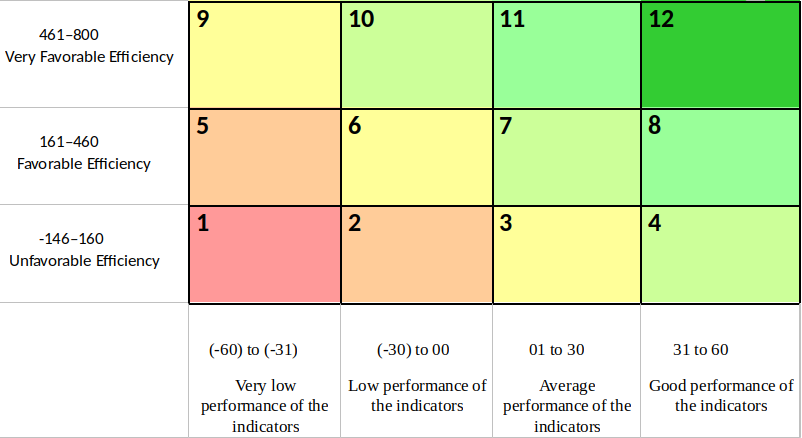 461–800
Very Favorable Efficiency
9
10
11
12
161–460
Favorable Efficiency
5
6
7
8
-146–160
Unfavorable Efficiency
1
2
3
4
(-60) to (-31)
Very low
performance of the
indicators
(-30) to 00
Low performance of
the indicators
01 to 30
Average
performance of the
indicators
31 to 60
Good performance of
the indicators